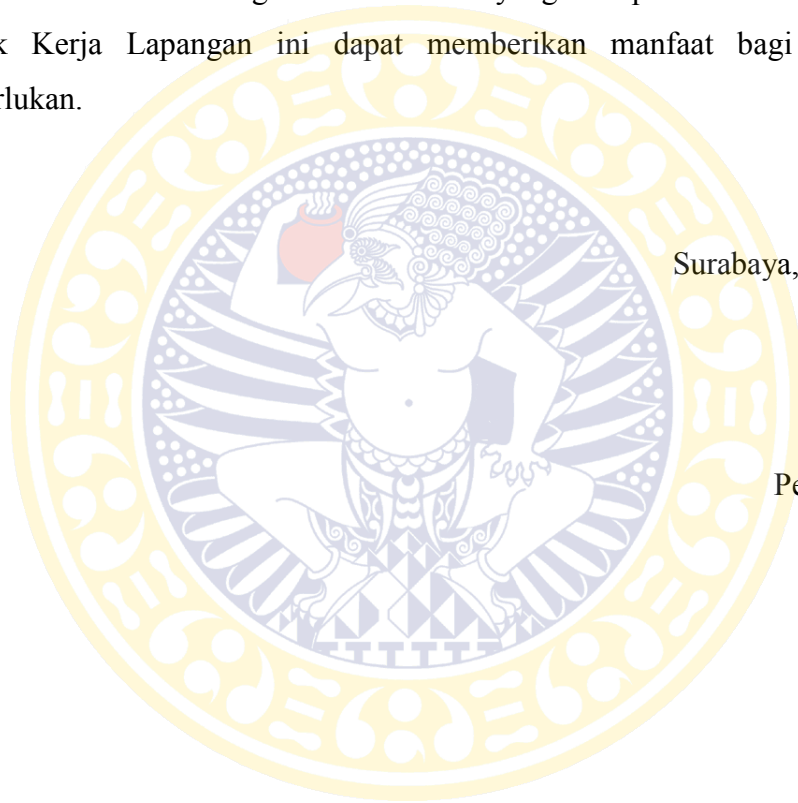 k Kerja Lapangan ini dapat memberikan manfaat bagi
rlukan.
Surabaya,
Pe